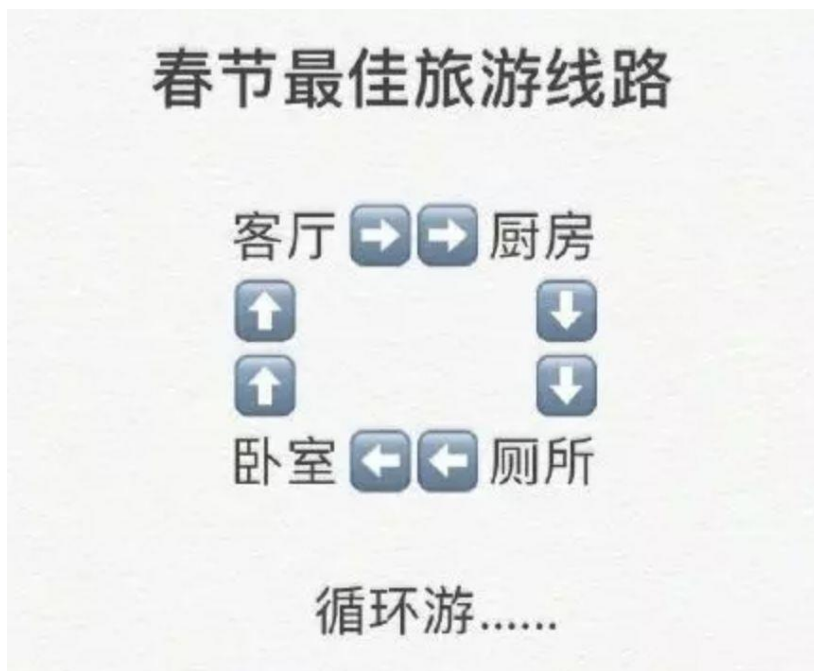 春节最佳旅游线路
客厅➡️➡️厨房
⬆️ ⬇️
⬆️ ⬇️
卧室⬅️⬅️厕所
循环游......